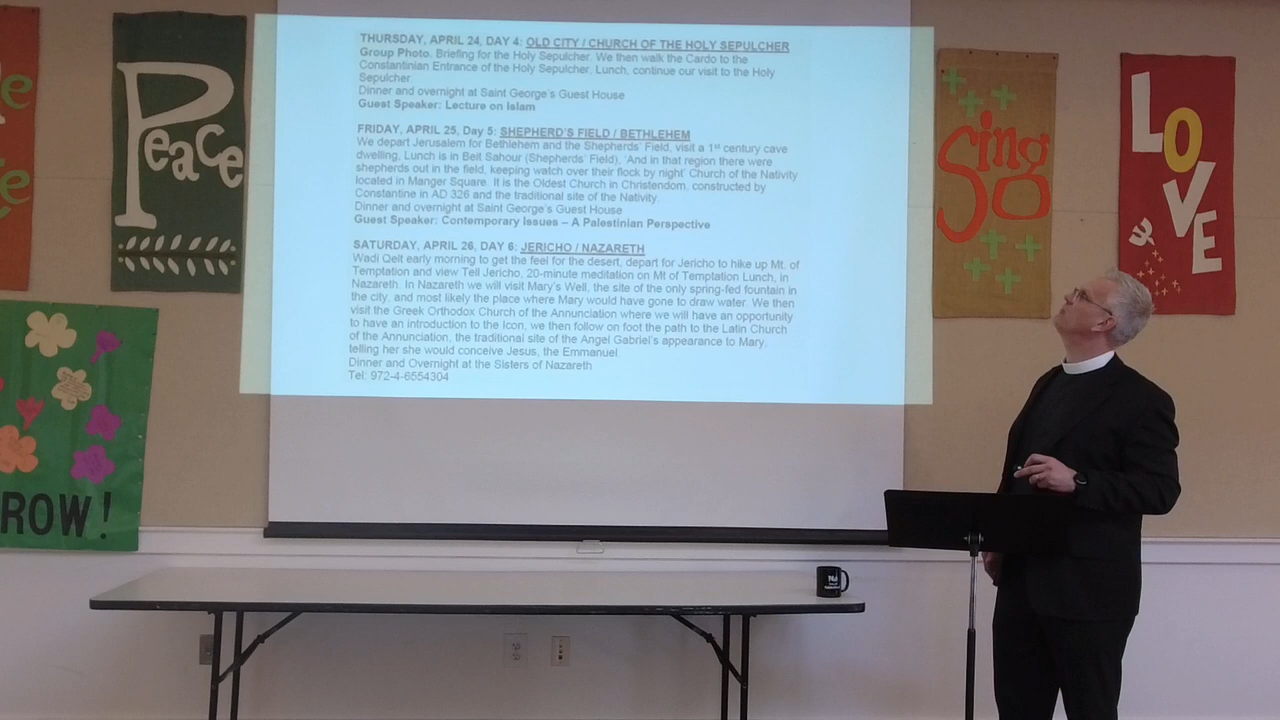 THURSDAY, APRIL 24, DAY 4: OLD CITY / CHURCH OF THE HOLY SEPULCHER
Group Photo. Briefing for the Holy Sepulcher. We then walk the Cardo to the
Constantinian Entrance of the Holy Sepulcher, Lunch, continue our visit to the Holy
Sepulcher.
Dinner and overnight at Saint George's Guest House
Guest Speaker: Lecture on Islam
FRIDAY, APRIL 25, Day 5: SHEPHERD'S FIELD / BETHLEHEM
We depart Jerusalem for Bethlehem and the Shepherds' Field, visit a 1st century cave
dwelling, Lunch is in Beit Sahour (Shepherds' Field), 'And in that region there were
shepherds out in the field, keeping watch over their flock by night' Church of the Nativity
located in Manger Square. It is the Oldest Church in Christendom, constructed by
Constantine in AD 326 and the traditional site of the Nativity.
Dinner and overnight at Saint George's Guest House
Guest Speaker: Contemporary Issues – A Palestinian Perspective
SATURDAY, APRIL 26, DAY 6: JERICHO / NAZARETH
Wadi Qelt early morning to get the feel for the desert, depart for Jericho to hike up Mt. of
Temptation and view Tell Jericho, 20-minute meditation on Mt of Temptation Lunch, in
Nazareth. In Nazareth we will visit Mary's Well, the site of the only spring-fed fountain in
the city, and most likely the place where Mary would have gone to draw water. We then
visit the Greek Orthodox Church of the Annunciation where we will have an opportunity
to have an introduction to the Icon, we then follow on foot the path to the Latin Church
of the Annunciation, the traditional site of the Angel Gabriel's appearance to Mary,
telling her she would conceive Jesus, the Emmanuel.
Dinner and Overnight at the Sisters of Nazareth
Tel: 972-4-6554304
Peace
Sing
LOVE
ROW!